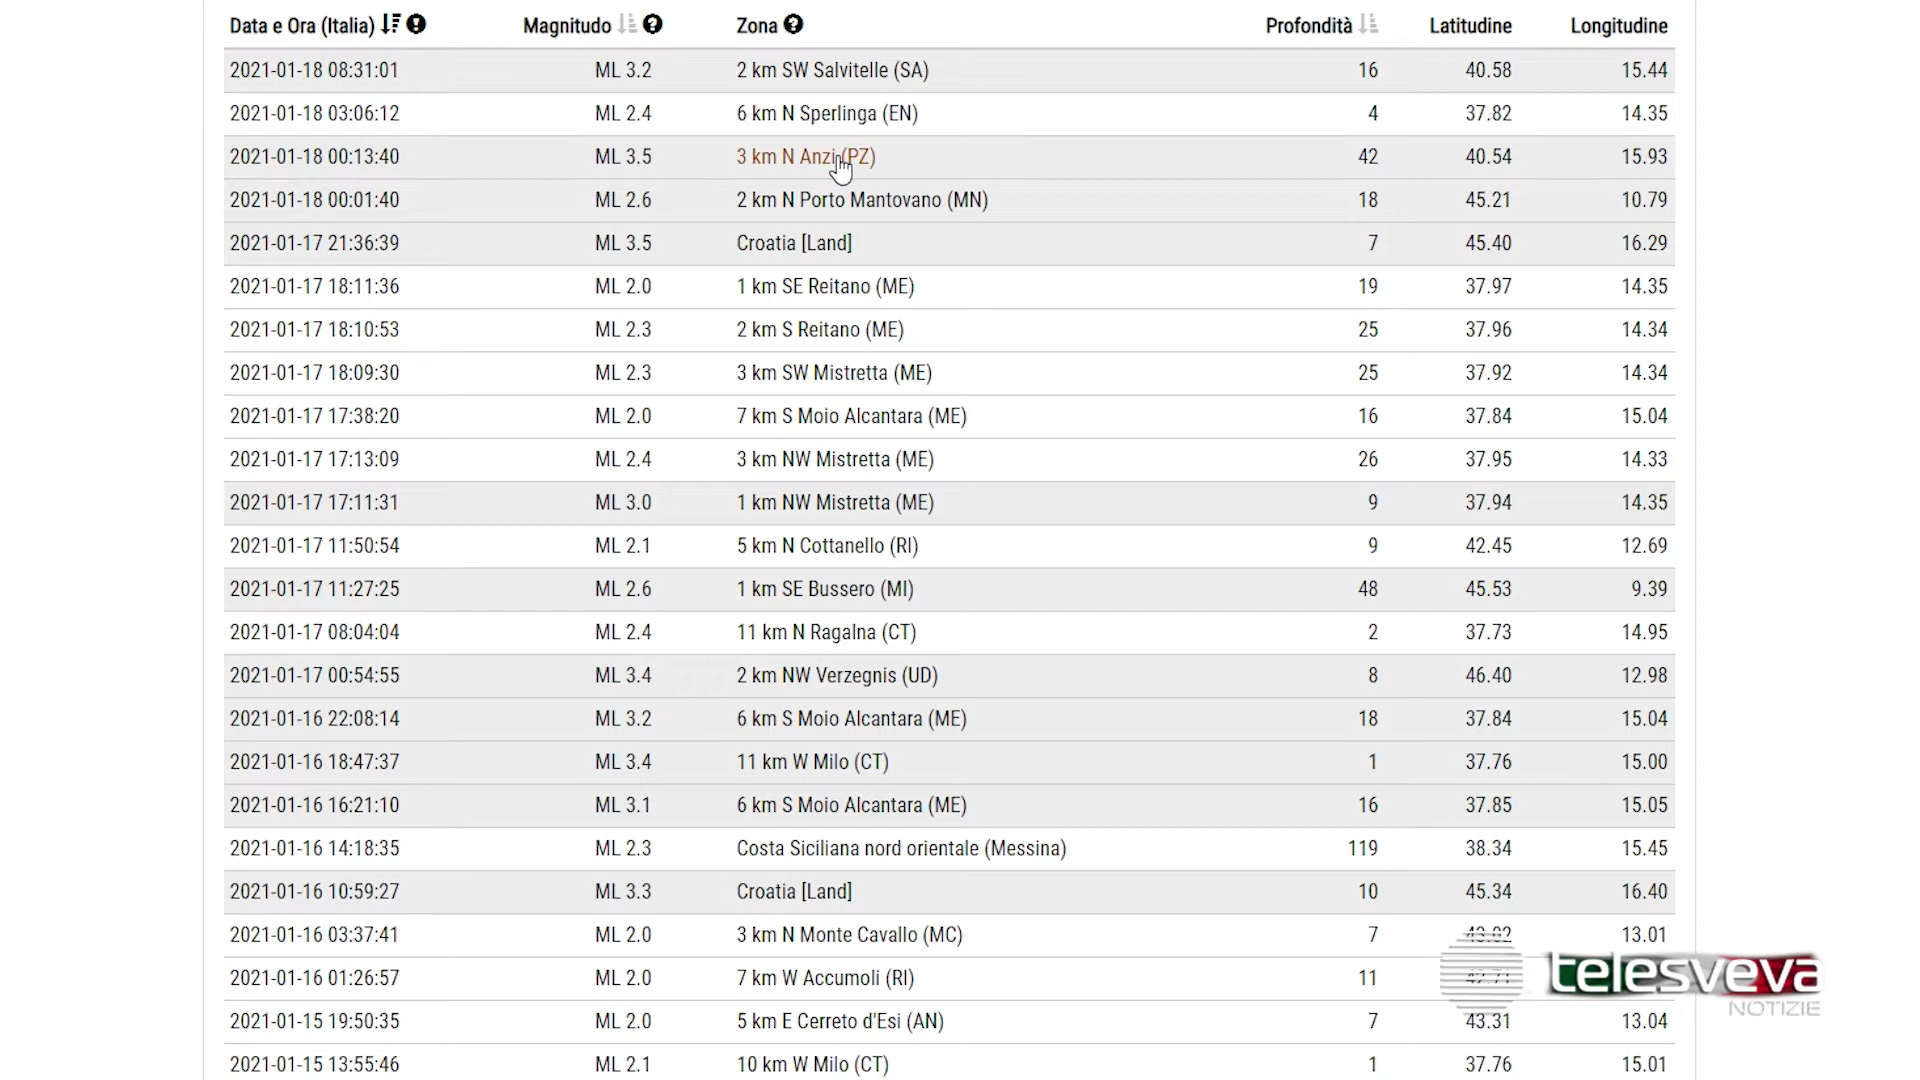 Data e Ora (Italia) Magnitudo Zona Profondità Latitudine Longitudine
2021-01-18 08:31:01 ML 3.2 2 km SW Salvitelle (SA) 16 40.58 15.44
2021-01-18 03:06:12 ML 2.4 6 km N Sperlinga (EN) 4 37.82 14.35
2021-01-18 00:13:40 ML 3.5 3 km N Anzi (PZ) 42 40.54 15.93
2021-01-18 00:01:40 ML 2.6 2 km N Porto Mantovano (MN) 18 45.21 10.79
2021-01-17 21:36:39 ML 3.5 Croatia [Land] 7 45.40 16.29
2021-01-17 18:11:36 ML 2.0 1 km SE Reitano (ME) 19 37.97 14.35
2021-01-17 18:10:53 ML 2.3 2 km S Reitano (ME) 25 37.96 14.34
2021-01-17 18:09:30 ML 2.3 3 km SW Mistretta (ME) 25 37.92 14.34
2021-01-17 17:38:20 ML 2.0 7 km S Moio Alcantara (ME) 16 37.84 15.04
2021-01-17 17:13:09 ML 2.4 3 km NW Mistretta (ME) 26 37.95 14.33
2021-01-17 17:11:31 ML 3.0 1 km NW Mistretta (ME) 9 37.94 14.35
2021-01-17 11:50:54 ML 2.1 5 km N Cottanello (RI) 9 42.45 12.69
2021-01-17 11:27:25 ML 2.6 1 km SE Bussero (MI) 48 45.53 9.39
2021-01-17 08:04:04 ML 2.4 11 km N Ragalna (CT) 2 37.73 14.95
2021-01-17 00:54:55 ML 3.4 2 km NW Verzegnis (UD) 8 46.40 12.98
2021-01-16 22:08:14 ML 3.2 6 km S Moio Alcantara (ME) 18 37.84 15.04
2021-01-16 18:47:37 ML 3.4 11 km W Milo (CT) 1 37.76 15.00
2021-01-16 16:21:10 ML 3.1 6 km S Moio Alcantara (ME) 16 37.85 15.05
2021-01-16 14:18:35 ML 2.3 Costa Siciliana nord orientale (Messina) 119 38.34 15.45
2021-01-16 10:59:27 ML 3.3 Croatia [Land] 10 45.34 16.40
2021-01-16 03:37:41 ML 2.0 3 km N Monte Cavallo (MC) 7 13.01
2021-01-16 01:26:57 ML 2.0 7 km W Accumoli (RI) 11
telesveva
NOTIZIE
2021-01-15 19:50:35 ML 2.0 5 km E Cerreto d'Esi (AN) 7 43.31 13.04
2021-01-15 13:55:46 ML 2.1 10 km W Milo (CT) 1 37.76 15.01